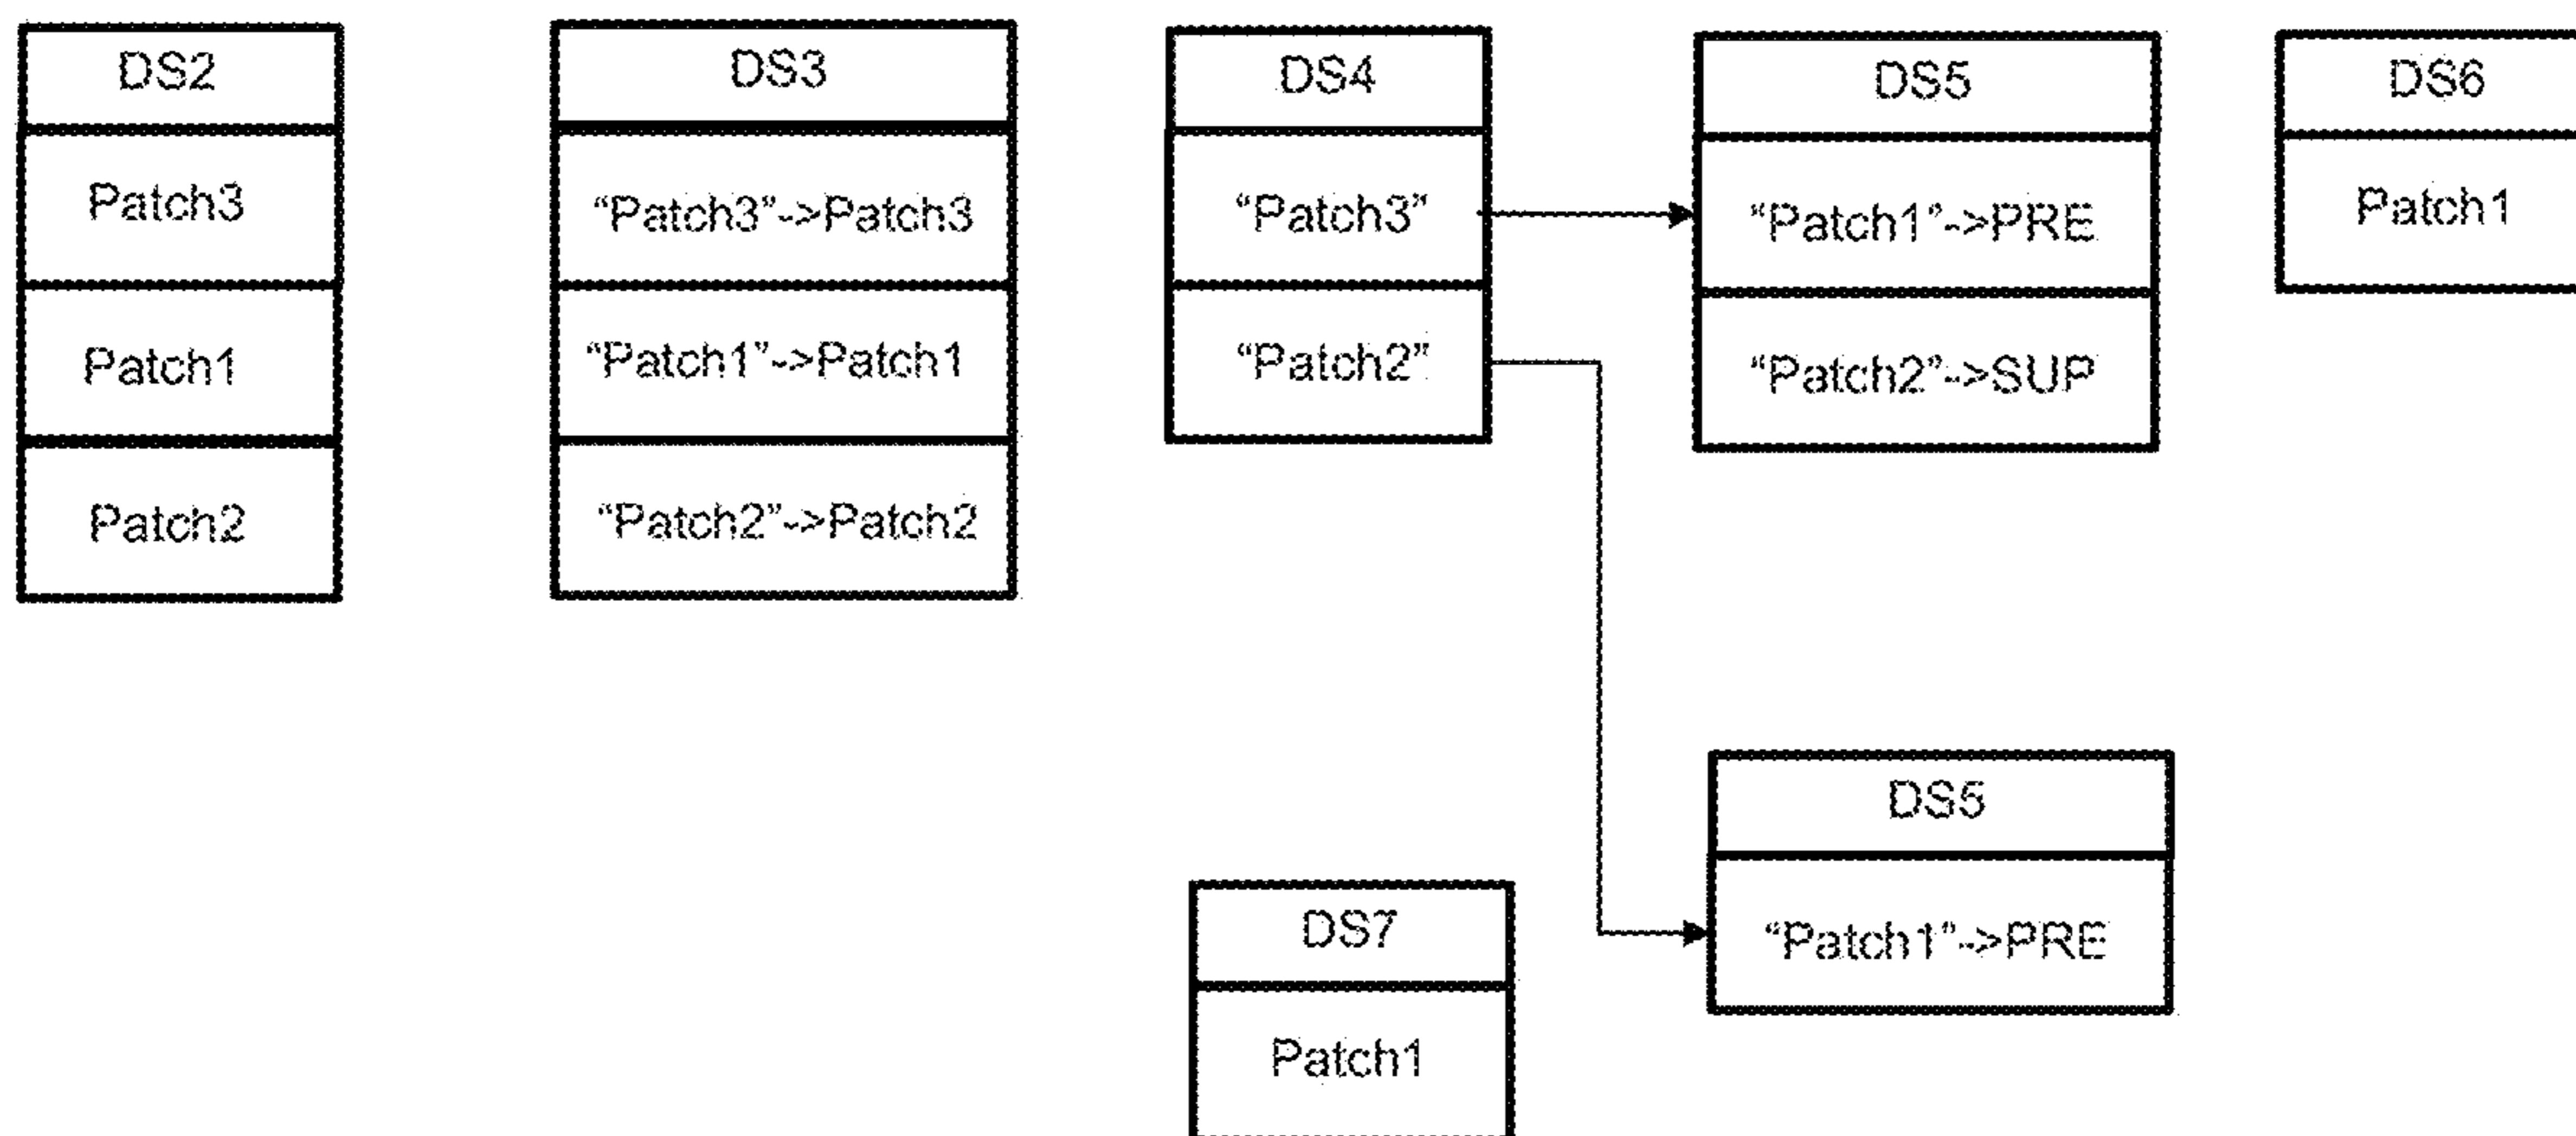 DS2
Patch3
Patch1
Patch2
DS3
“Patch3”->Patch3
“Patch1”->Patch1
“Patch2”->Patch2
DS4
“Patch3”
“Patch2”
DS5
“Patch1”->PRE
“Patch2”->SUP
DS6
Patch1
DS7
Patch1
DS5
“Patch1”->PRE